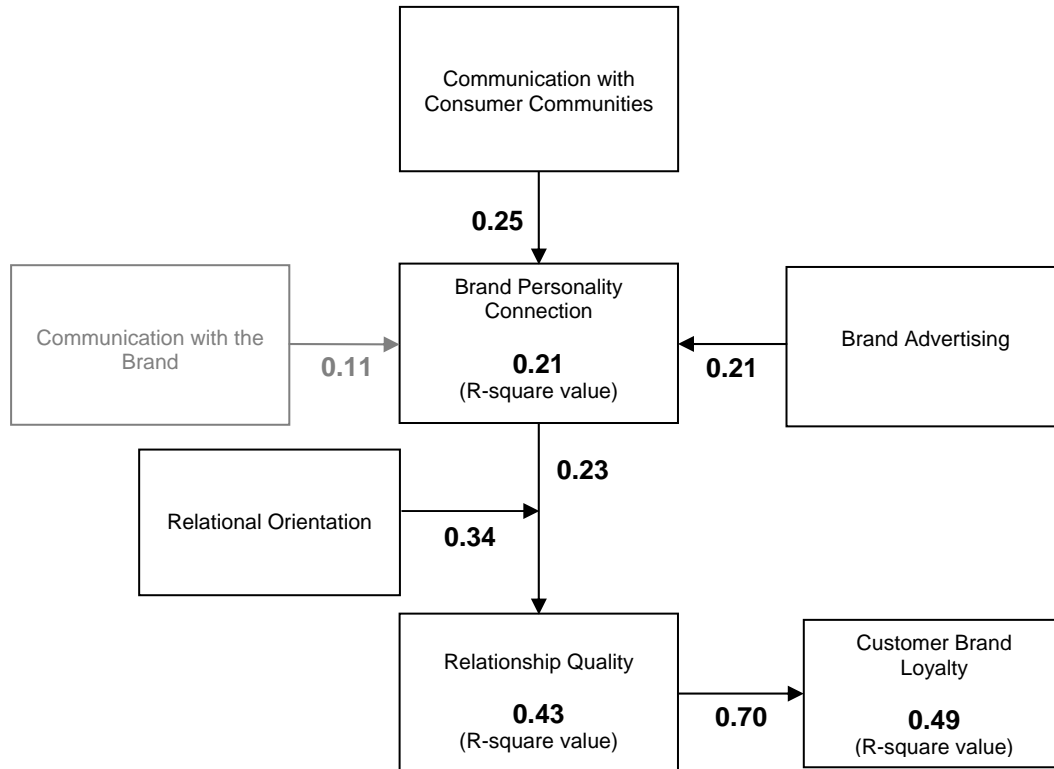 Communication with
Consumer Communities
0.25
Communication with the
Brand
0.11
Brand Personality
Connection
0.21
(R-square value)
0.21
Brand Advertising
0.23
Relational Orientation
0.34
Relationship Quality
0.43
(R-square value)
0.70
Customer Brand
Loyalty
0.49
(R-square value)